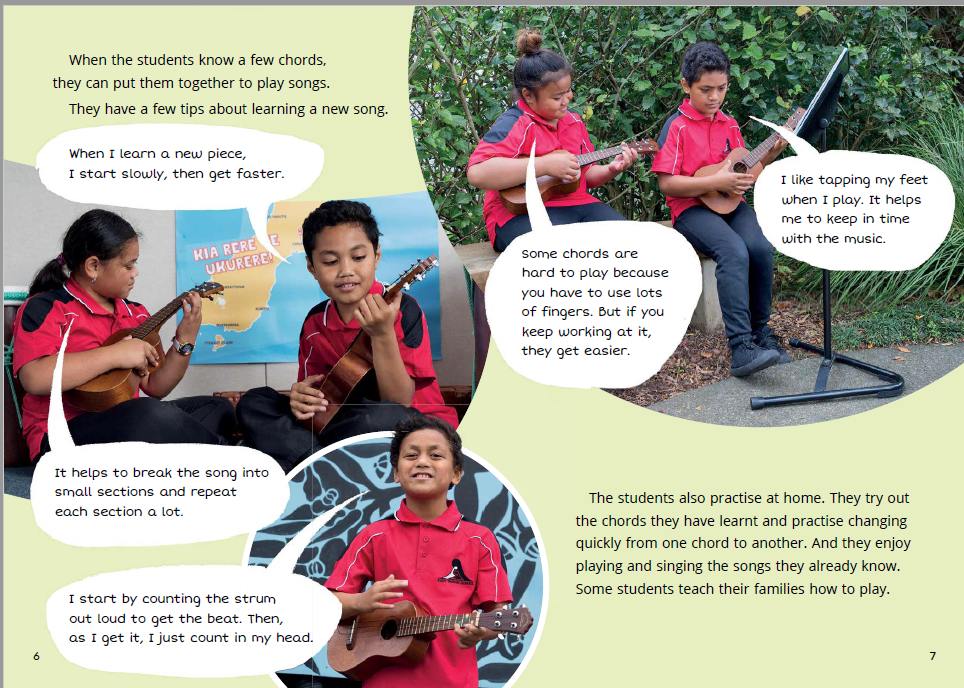 When the students know a few chords,
they can put them together to play songs.
They have a few tips about learning a new song.
When I learn a new piece,
I start slowly, then get faster.
KIA RERE
UKURERE!
It helps to break the song into
small sections and repeat
each section a lot.
I start by counting the strum
out loud to get the beat. Then,
as I get it, I just count in my head.
6
Some chords are
hard to play because
you have to use lots
of fingers. But if you
keep working at it,
they get easier.
I like tapping my feet
when I play. It helps
me to keep in time
with the music.
The students also practise at home. They try out
the chords they have learnt and practise changing
quickly from one chord to another. And they enjoy
playing and singing the songs they already know.
Some students teach their families how to play.
7